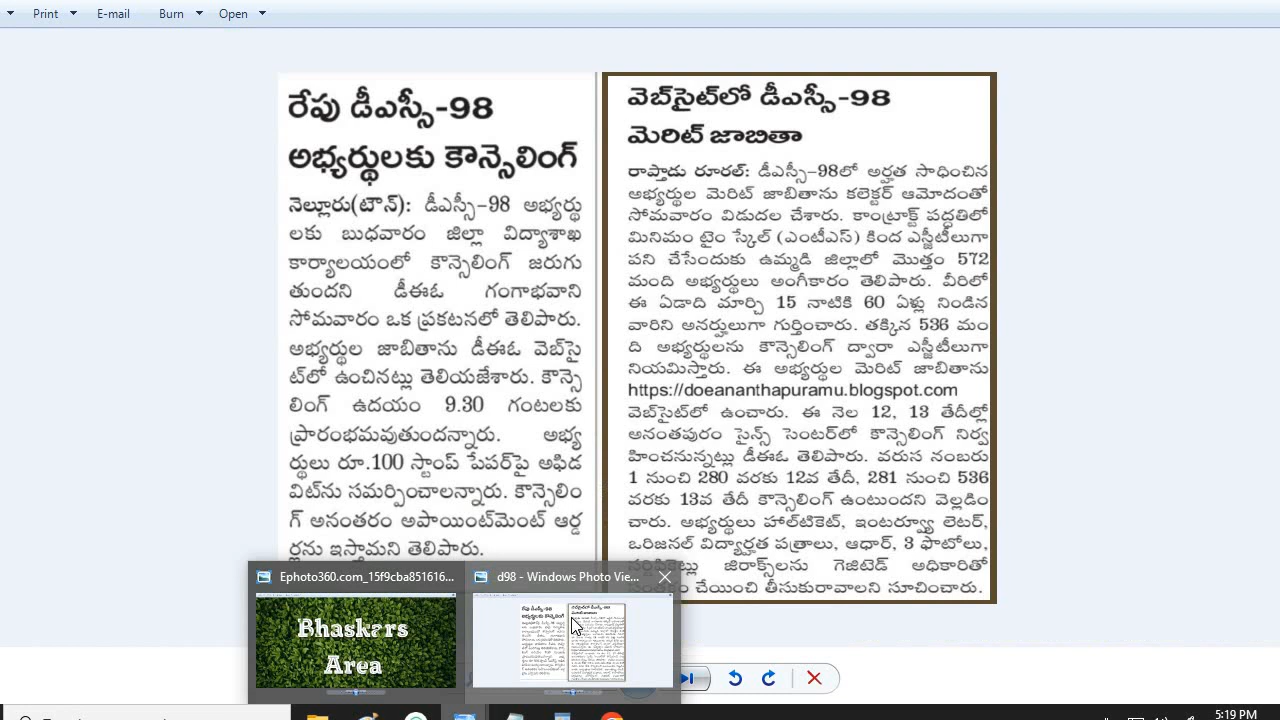 Print
E-mail
Burn
Open
రేపు డీఎస్సీ-98
అభ్యర్థులకు కౌన్సెలింగ్
నెల్లూరు(టౌన్): డీఎస్సీ-98 అభ్యర్థు
లకు బుధవారం జిల్లా విద్యాశాఖ
కార్యాలయంలో కౌన్సెలింగ్ జరుగు
తుందని డీఈఓ గంగాభవాని
సోమవారం ఒక ప్రకటనలో తెలిపారు.
అభ్యర్థుల జాబితాను డీఈఓ వెబ్‌సై
ట్‌లో ఉంచినట్లు తెలియజేశారు. కౌన్సె
లింగ్ ఉదయం 9.30 గంటలకు
ప్రారంభమవుతుందన్నారు. అభ్య
ర్థులు రూ.100 స్టాంప్ పేపర్‌పై అఫిడ
విట్‌ను సమర్పించాలన్నారు. కౌన్సెలిం
గ్ అనంతరం అపాయింట్‌మెంట్ ఆర్డ
ర్లను ఇస్తామని తెలిపారు.
వెబ్‌సైట్‌లో డీఎస్సీ-98
మెరిట్ జాబితా
రాప్తాడు రూరల్: డీఎస్సీ-98లో అర్హత సాధించిన
అభ్యర్థుల మెరిట్ జాబితాను కలెక్టర్ ఆమోదంతో
సోమవారం విడుదల చేశారు. కాంట్రాక్ట్ పద్ధతిలో
మినిమం టైం స్కేల్ (ఎంటీఎస్) కింద ఎస్జీటీలుగా
పని చేసేందుకు ఉమ్మడి జిల్లాలో మొత్తం 572
మంది అభ్యర్థులు అంగీకారం తెలిపారు. వీరిలో
ఈ ఏడాది మార్చి 15 నాటికి 60 ఏళ్లు నిండిన
వారిని అనర్హులుగా గుర్తించారు. తక్కిన 536 మం
ది అభ్యర్థులను కౌన్సెలింగ్ ద్వారా ఎస్జీటీలుగా
నియమిస్తారు. ఈ అభ్యర్థుల మెరిట్ జాబితాను
https://doeananthapuramu.blogspot.com
వెబ్‌సైట్‌లో ఉంచారు. ఈ నెల 12, 13 తేదీల్లో
అనంతపురం సైన్స్ సెంటర్‌లో కౌన్సెలింగ్ నిర్వ
హించనున్నట్లు డీఈఓ తెలిపారు. వరుస నంబరు
1 నుంచి 280 వరకు 12వ తేదీ, 281 నుంచి 536
వరకు 13వ తేదీ కౌన్సెలింగ్ ఉంటుందని వెల్లడిం
చారు. అభ్యర్థులు హాల్‌టికెట్, ఇంటర్వ్యూ లెటర్,
ఒరిజనల్ విద్యార్హత పత్రాలు, ఆధార్, 3 ఫొటోలు,
జిరాక్స్‌లను గెజిటెడ్ అధికారితో
చేయించి తీసుకురావాలని సూచించారు.
Ephoto360.com_15f9cba851616...
d98 - Windows Photo Vie...
Bhaskers
Area
5:19 PM